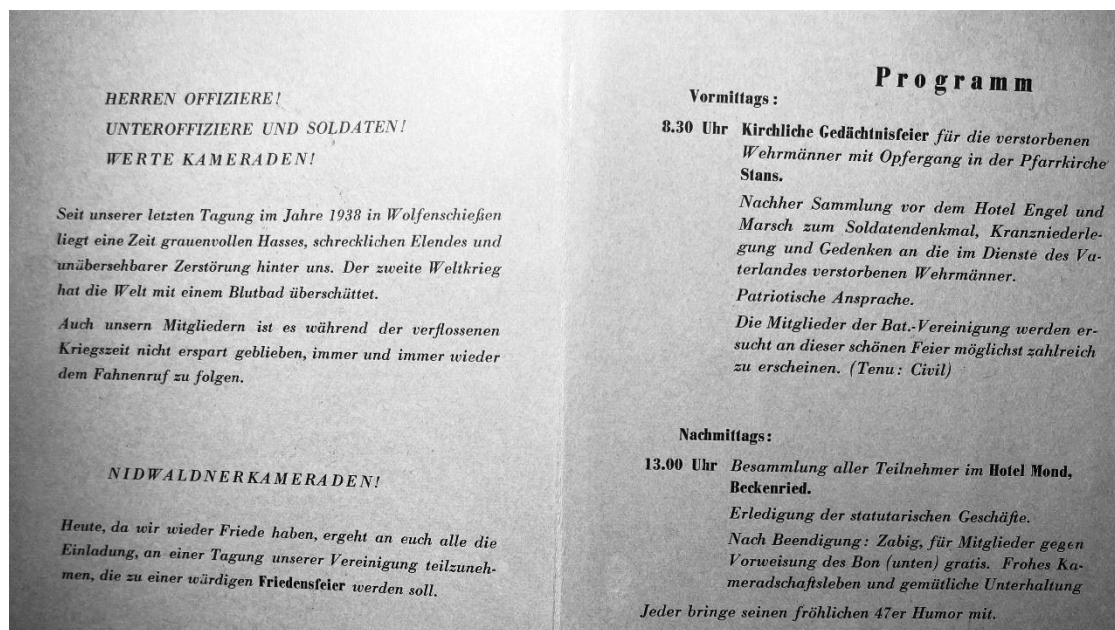 HERREN OFFIZIERE!
UNTEROFFIZIERE UND SOLDATEN!
WERTE KAMERADEN!
Seit unserer letzten Tagung im Jahre 1938 in Wolfenschießen
liegt eine Zeit grauenvollen Hasses, schrecklichen Elendes und
unübersehbarer Zerstörung hinter uns. Der zweite Weltkrieg
hat die Welt mit einem Blutbad überschüttet.
Auch unsern Mitgliedern ist es während der verflossenen
Kriegszeit nicht erspart geblieben, immer und immer wieder
dem Fahnenruf zu folgen.
NIDWALDNERKAMERADEN!
Heute, da wir wieder Friede haben, ergeht an euch alle die
Einladung, an einer Tagung unserer Vereinigung teilzuneh-
men, die zu einer würdigen Friedensfeier werden soll.
Programm
Vormittags:
8.30 Uhr Kirchliche Gedächtnisfeier für die verstorbenen
Wehrmänner mit Opfergang in der Pfarrkirche
Stans.
Nachher Sammlung vor dem Hotel Engel und
Marsch zum Soldatendenkmal, Kranzniederle-
gung und Gedenken an die im Dienste des Va-
terlandes verstorbenen Wehrmänner.
Patriotische Ansprache.
Die Mitglieder der Bat.-Vereinigung werden er-
sucht an dieser schönen Feier möglichst zahlreich
zu erscheinen. (Tenu: Civil)
Nachmittags:
13.00 Uhr Besammlung aller Teilnehmer im Hotel Mond,
Beckenried.
Erledigung der statutarischen Geschäfte.
Nach Beendigung: Zabig, für Mitglieder gegen
Vorweisung des Bon (unten) gratis. Frohes Ka-
meradschaftsleben und gemütliche Unterhaltung
Jeder bringe seinen fröhlichen 47er Humor mit.